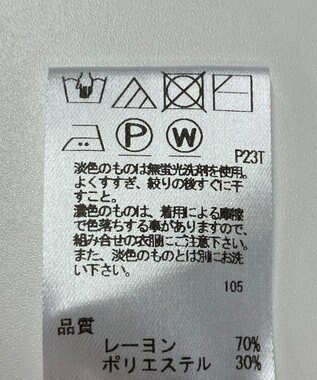 P W
P23T
淡色のものは無蛍光洗剤を使用。
よくすすぎ、絞りの後すぐに干
すこと。
濃色のものは、着用による摩擦
で色落ちする事がありますので、
組み合せの衣服にご注意下さい。
また、淡色のものとは別にお洗
い下さい。
105
品質
レーヨン 70%
ポリエステル 30%